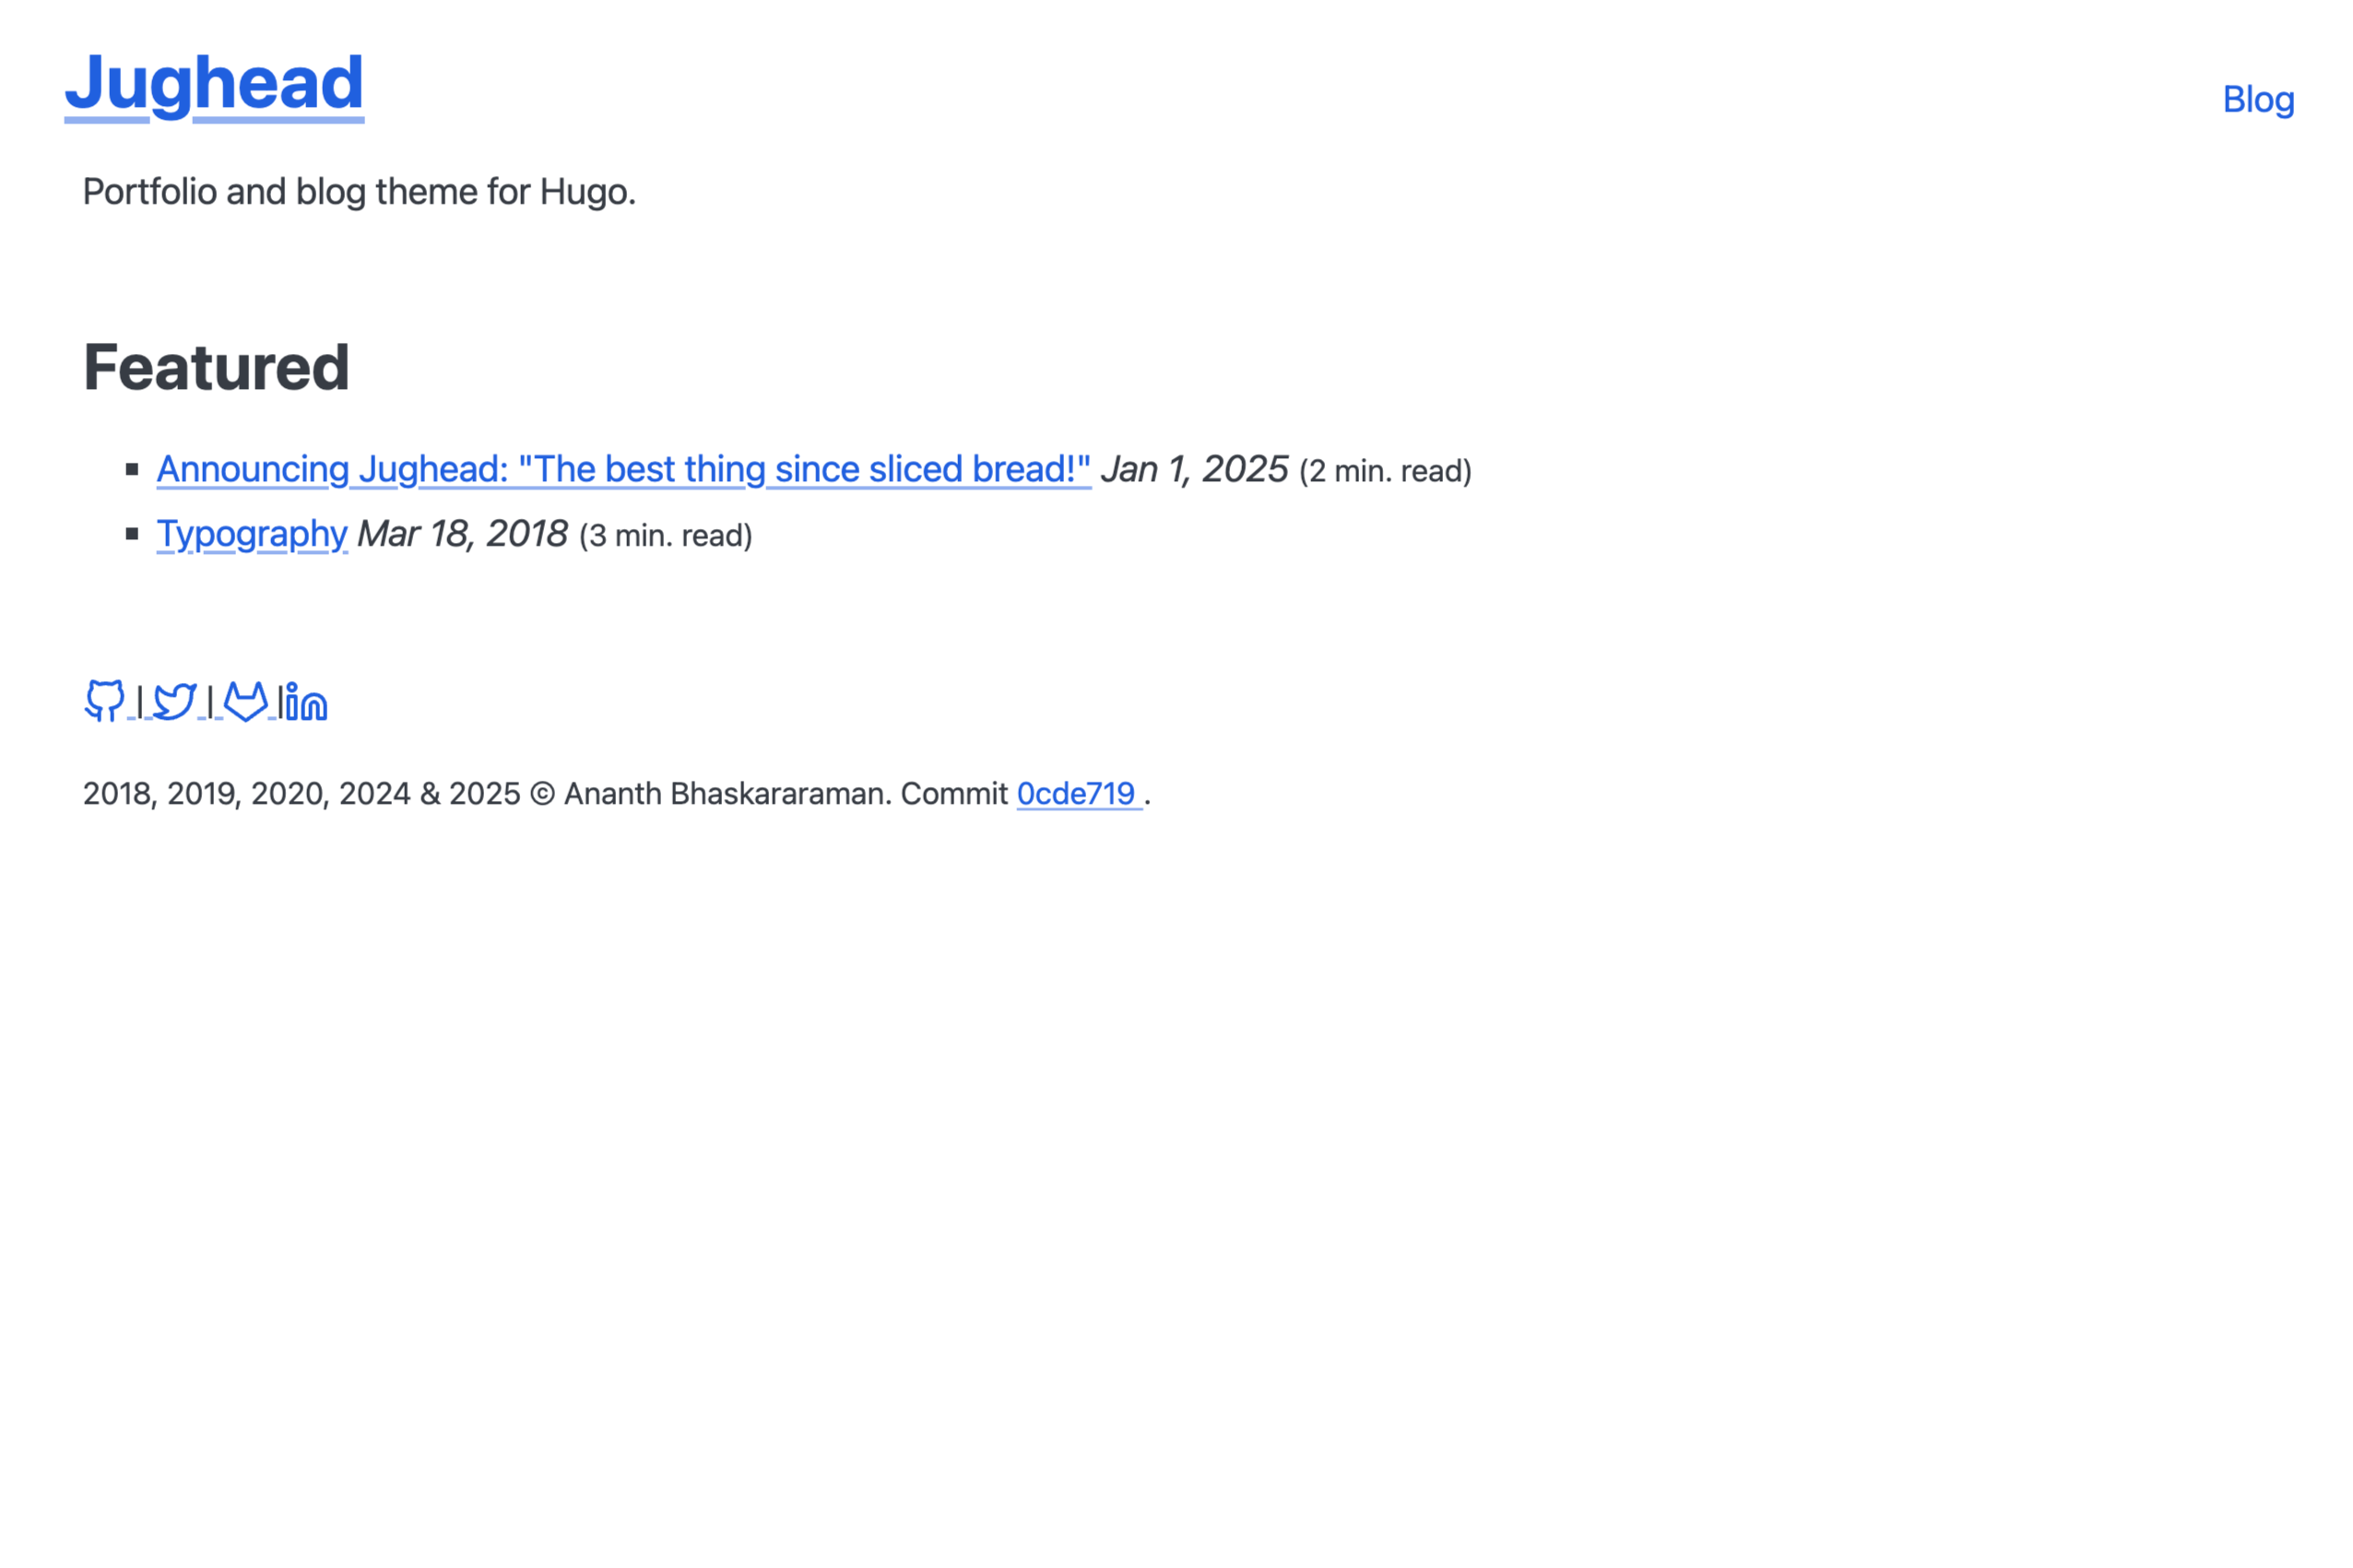 Jughead
Blog
Portfolio and blog theme for Hugo.
Featured
Announcing Jughead: "The best thing since sliced bread!" Jan 1, 2025 (2 min. read)
Typography Mar 18, 2018 (3 min. read)
| | |
2018, 2019, 2020, 2024 & 2025 © Ananth Bhaskararaman. Commit 0cde719 .